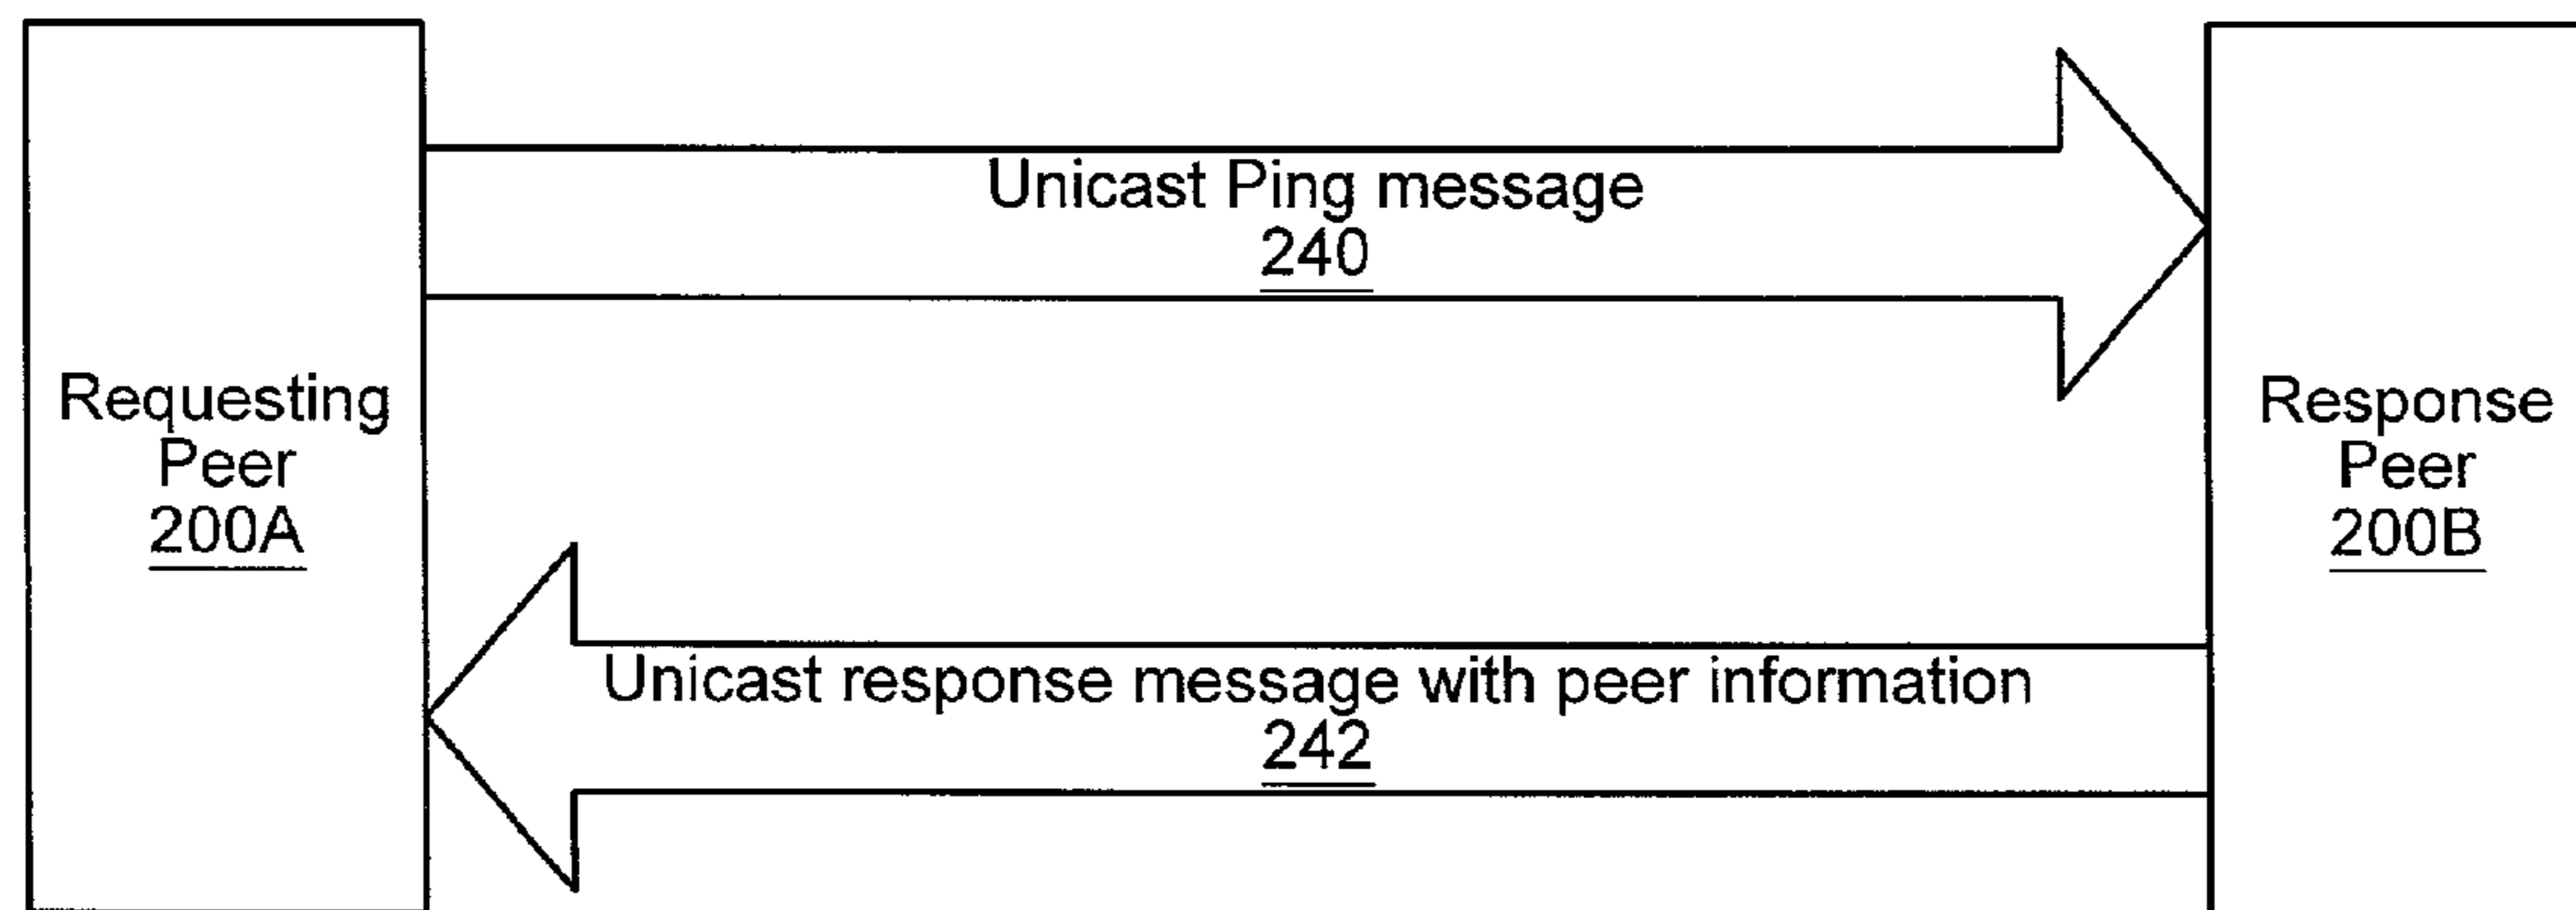 Unicast Ping message
240
Requesting
Peer
200A
Response
Peer
200B
Unicast response message with peer information
242